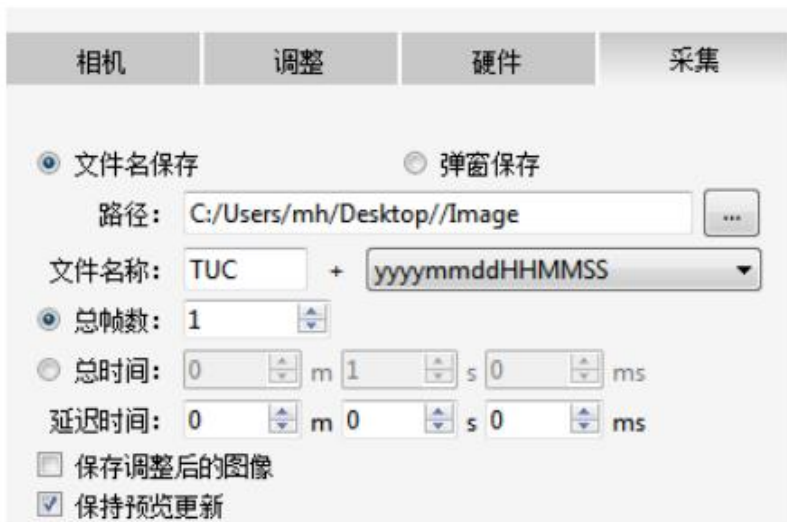 相机 调整 硬件 采集
文件名保存 弹窗保存
路径: C:/Users/mh/Desktop//Image ...
文件名称: TUC + yyyymmddHHMMSS
总帧数: 1
总时间: 0 m 1 s 0 ms
延迟时间: 0 m 0 s 0 ms
保存调整后的图像
保持预览更新